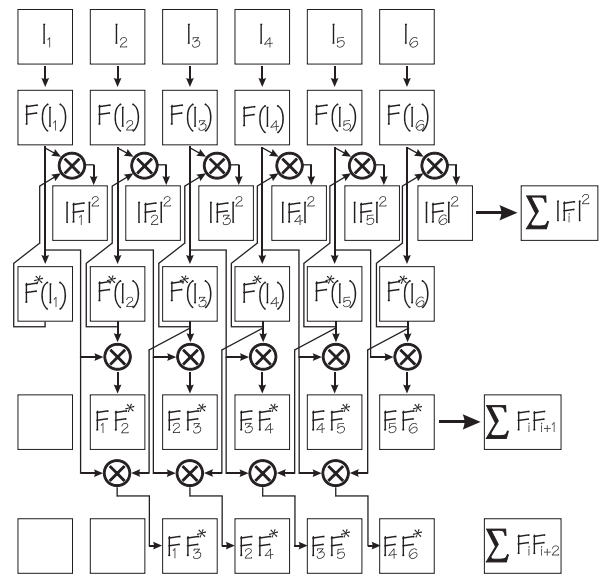 I₁ I₂ I₃ I₄ I₅ I₆
F(I₁) F(I₂) F(I₃) F(I₄) F(I₅) F(I₆)
|F₁|² |F₂|² |F₃|² |F₄|² |F₅|² |F₆|² ∑ |Fᵢ|²
F*(I₁) F*(I₂) F*(I₃) F*(I₄) F*(I₅) F*(I₆)
F₁F₂* F₂F₃* F₃F₄* F₄F₅* F₅F₆* ∑ FᵢFᵢ₊₁
F₁F₃* F₂F₄* F₃F₅* F₄F₆* ∑ FᵢFᵢ₊₂